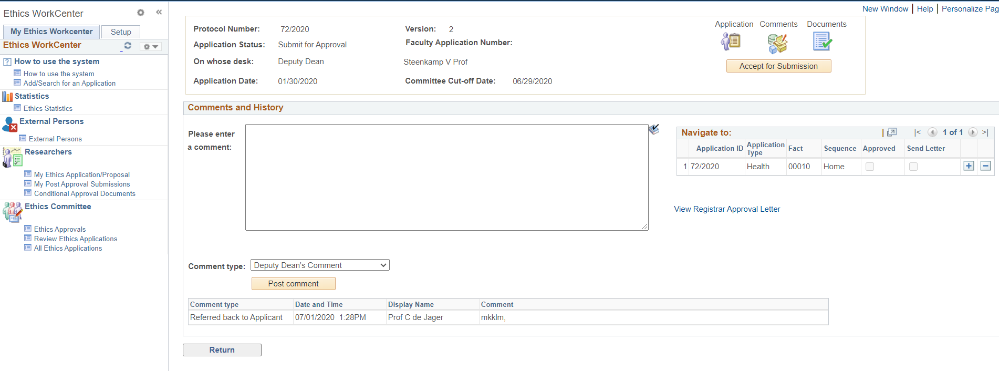 Ethics WorkCenter
New Window | Help | Personalize Pag
My Ethics Workcenter Setup
Ethics WorkCenter
How to use the system
How to use the system
Add/Search for an Application
Statistics
Ethics Statistics
External Persons
External Persons
Researchers
My Ethics Application/Proposal
My Post Approval Submissions
Conditional Approval Documents
Ethics Committee
Ethics Approvals
Review Ethics Applications
All Ethics Applications
Protocol Number: 72/2020 Version: 2
Application Status: Submit for Approval Faculty Application Number:
On whose desk: Deputy Dean Steenkamp V Prof
Application Date: 01/30/2020 Committee Cut-off Date: 06/29/2020
Application Comments Documents
Accept for Submission
Comments and History
Please enter
a comment:
Navigate to: 1 of 1
Application ID Application Type Fact Sequence Approved Send Letter
1 72/2020 Health 00010 Home
View Registrar Approval Letter
Comment type: Deputy Dean's Comment
Post comment
Comment type Date and Time Display Name Comment
Referred back to Applicant 07/01/2020 1:28PM Prof C de Jager mkklm,
Return